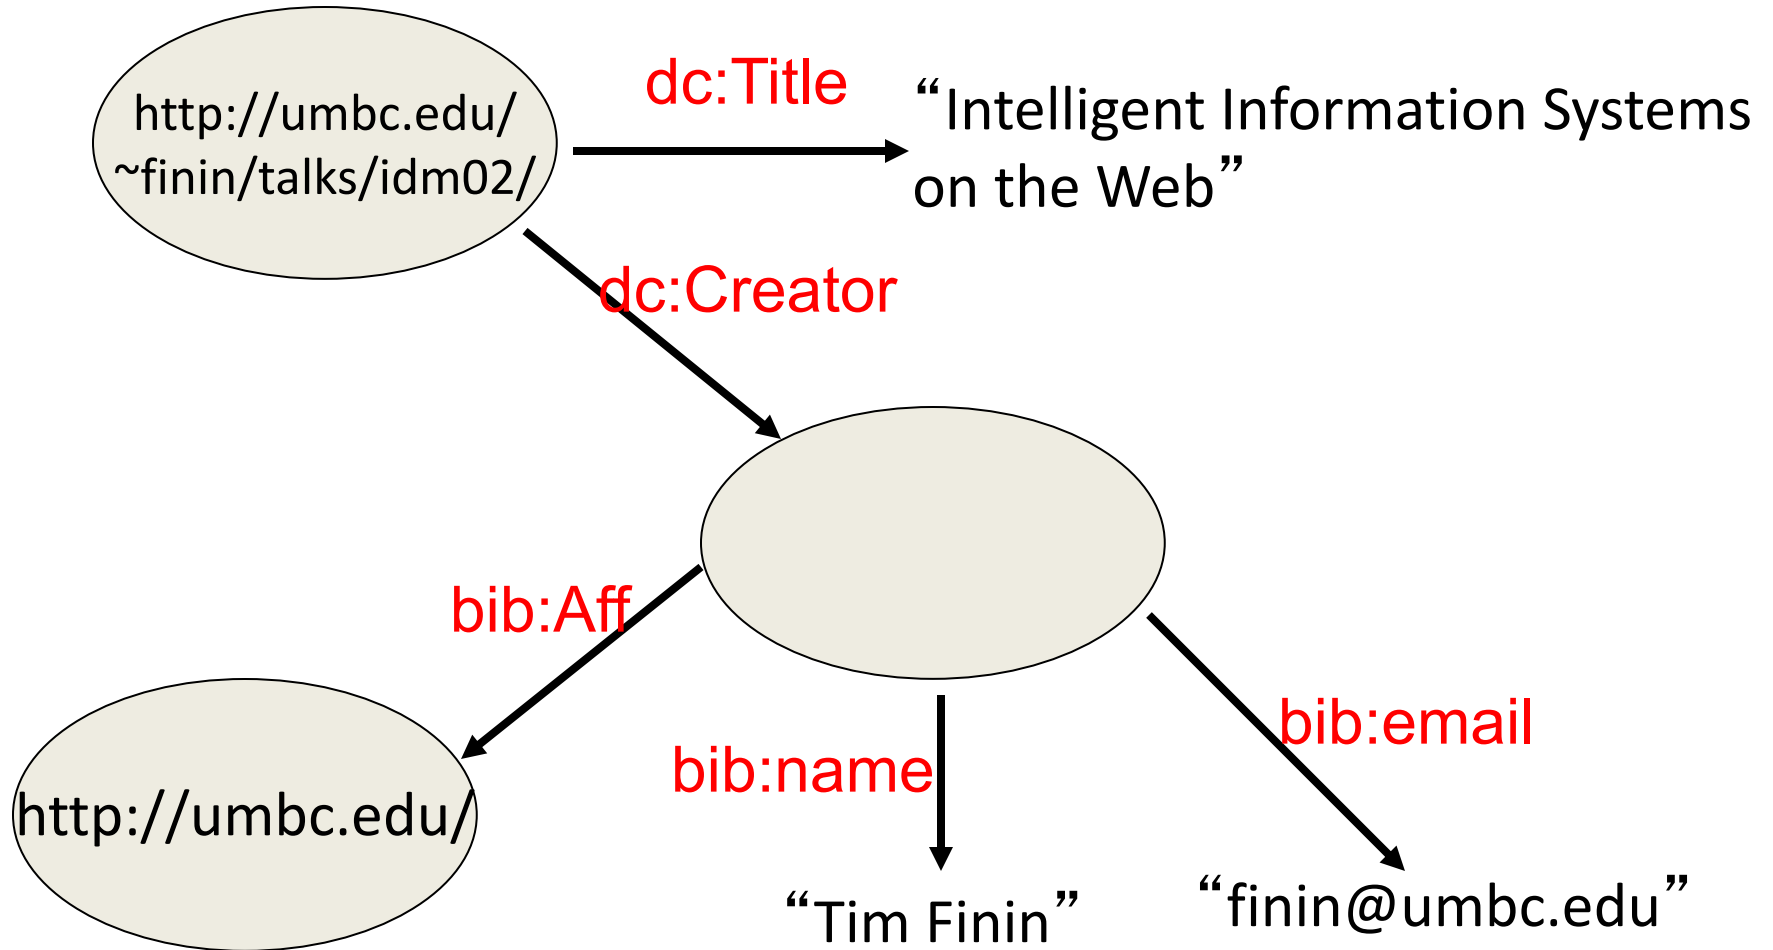 http://umbc.edu/
~finin/talks/idm02/
dc:Title
“Intelligent Information Systems
on the Web”
dc:Creator
bib:Aff
http://umbc.edu/
bib:name
bib:email
“Tim Finin”
“finin@umbc.edu”